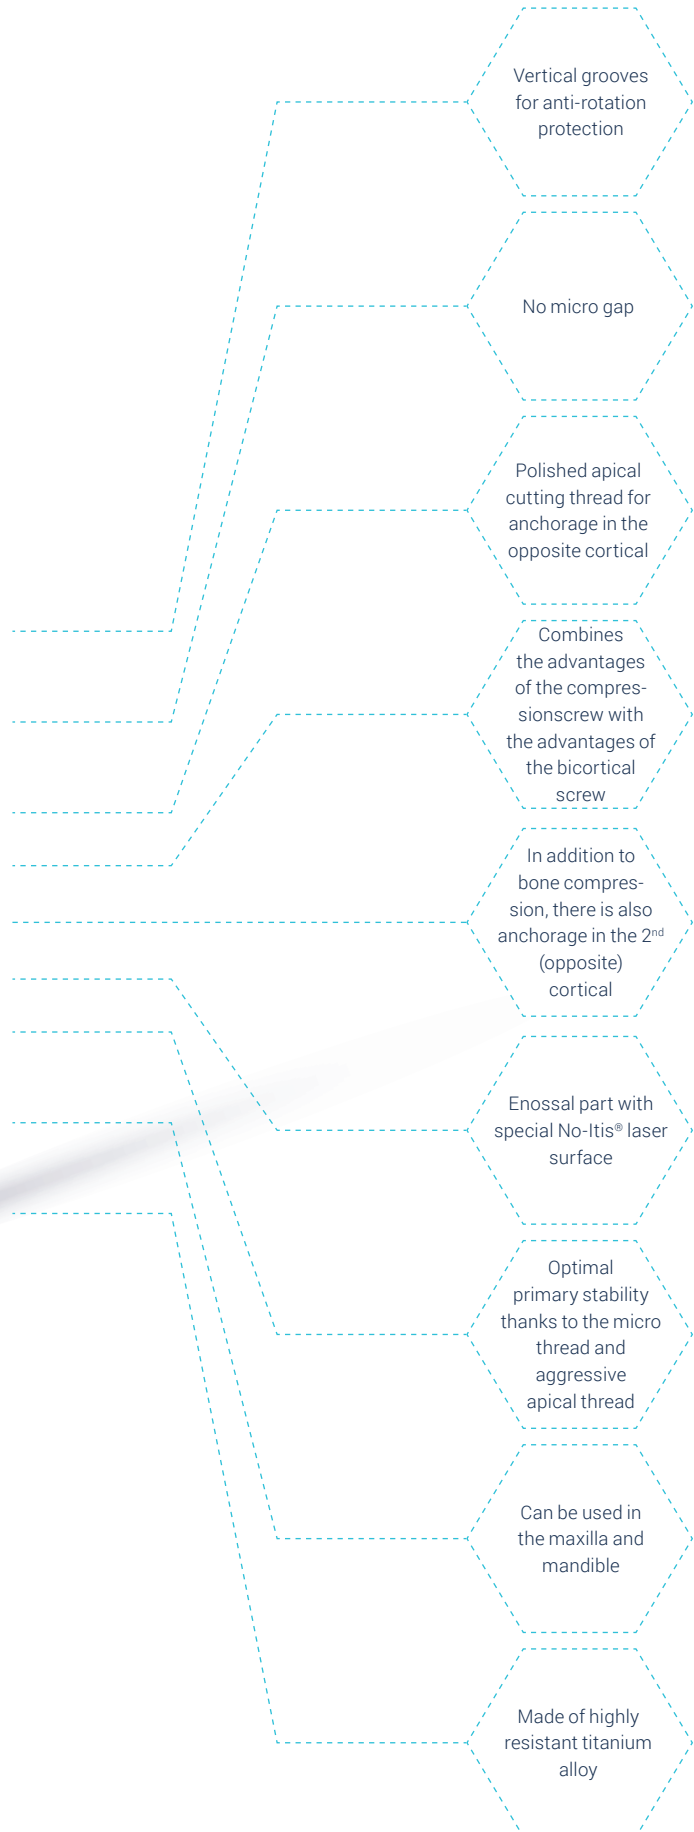 Vertical grooves
for anti-rotation
protection
No micro gap
Polished apical
cutting thread for
anchorage in the
opposite cortical
Combines
the advantages
of the compres-
sionscrew with
the advantages of
the bicortical
screw
In addition to
bone compres-
sion, there is also
anchorage in the 2nd
(opposite)
cortical
Enossal part with
special No-Itis® laser
surface
Optimal
primary stability
thanks to the micro
thread and
aggressive
apical thread
Can be used in
the maxilla and
mandible
Made of highly
resistant titanium
alloy